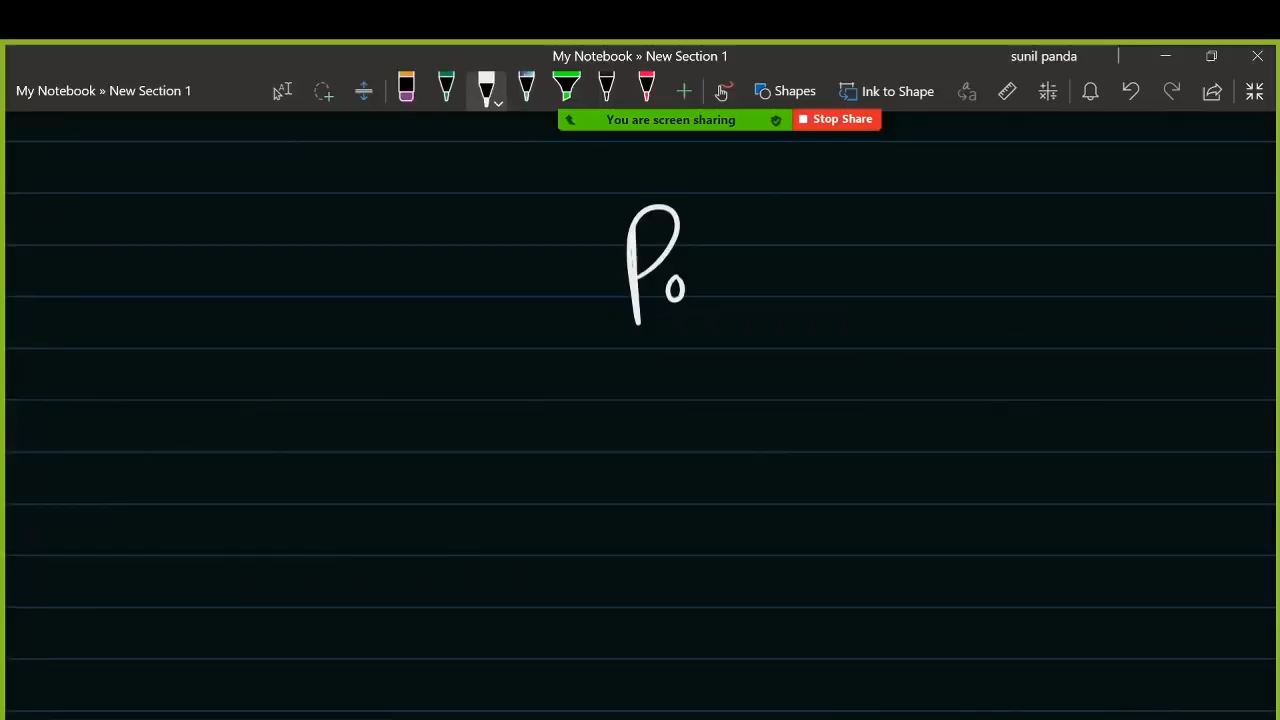 My Notebook » New Section 1
sunil panda
My Notebook » New Section 1
Shapes
Ink to Shape
You are screen sharing
Stop Share
Po